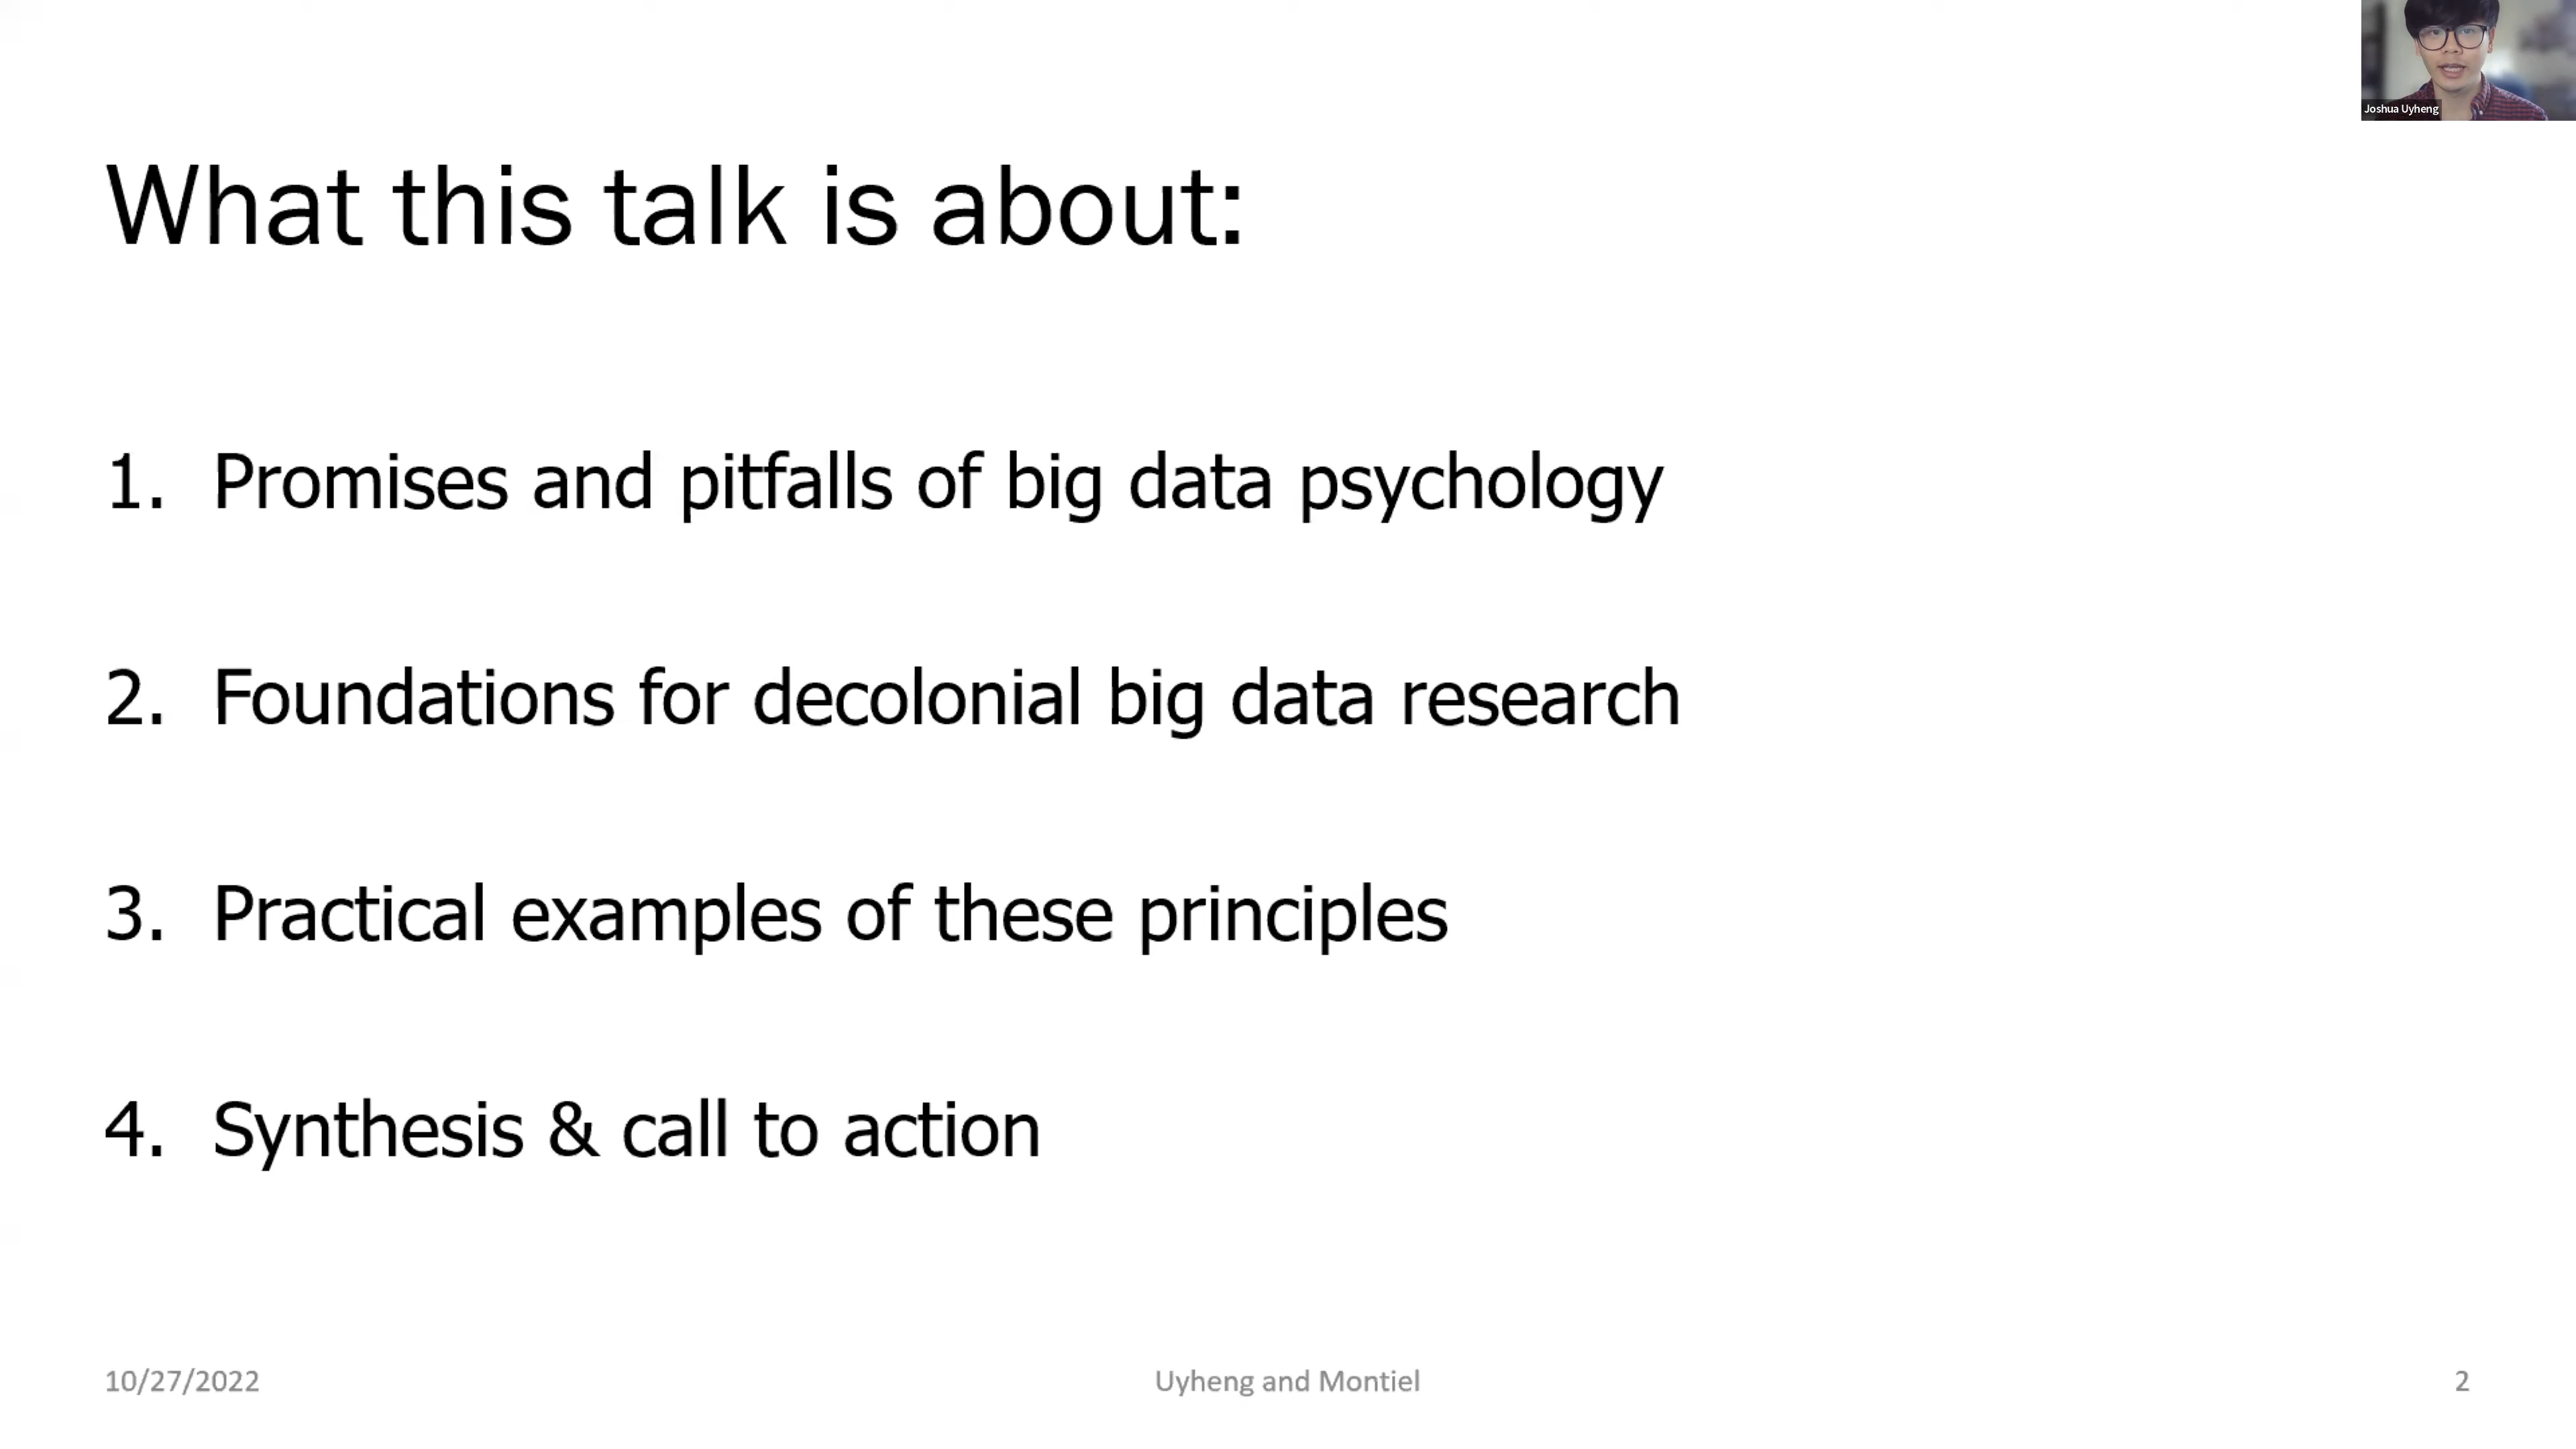 Joshua Uyheng
What this talk is about:
1. Promises and pitfalls of big data psychology
2. Foundations for decolonial big data research
3. Practical examples of these principles
4. Synthesis & call to action
10/27/2022
Uyheng and Montiel
2